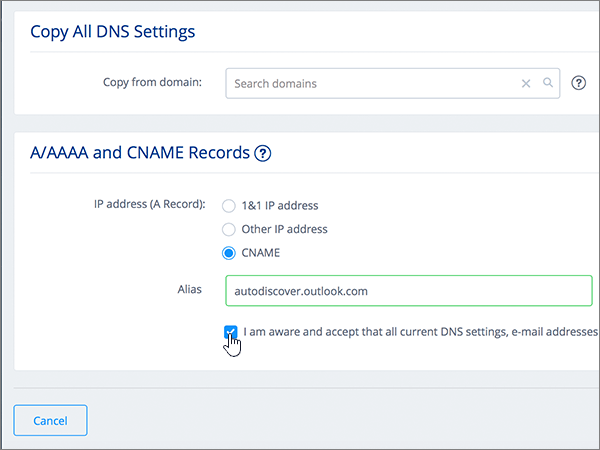 Copy All DNS Settings
Copy from domain:
Search domains
A/AAAA and CNAME Records
IP address (A Record):
1&1 IP address
Other IP address
CNAME
Alias
autodiscover.outlook.com
I am aware and accept that all current DNS settings, e-mail addresses
Cancel